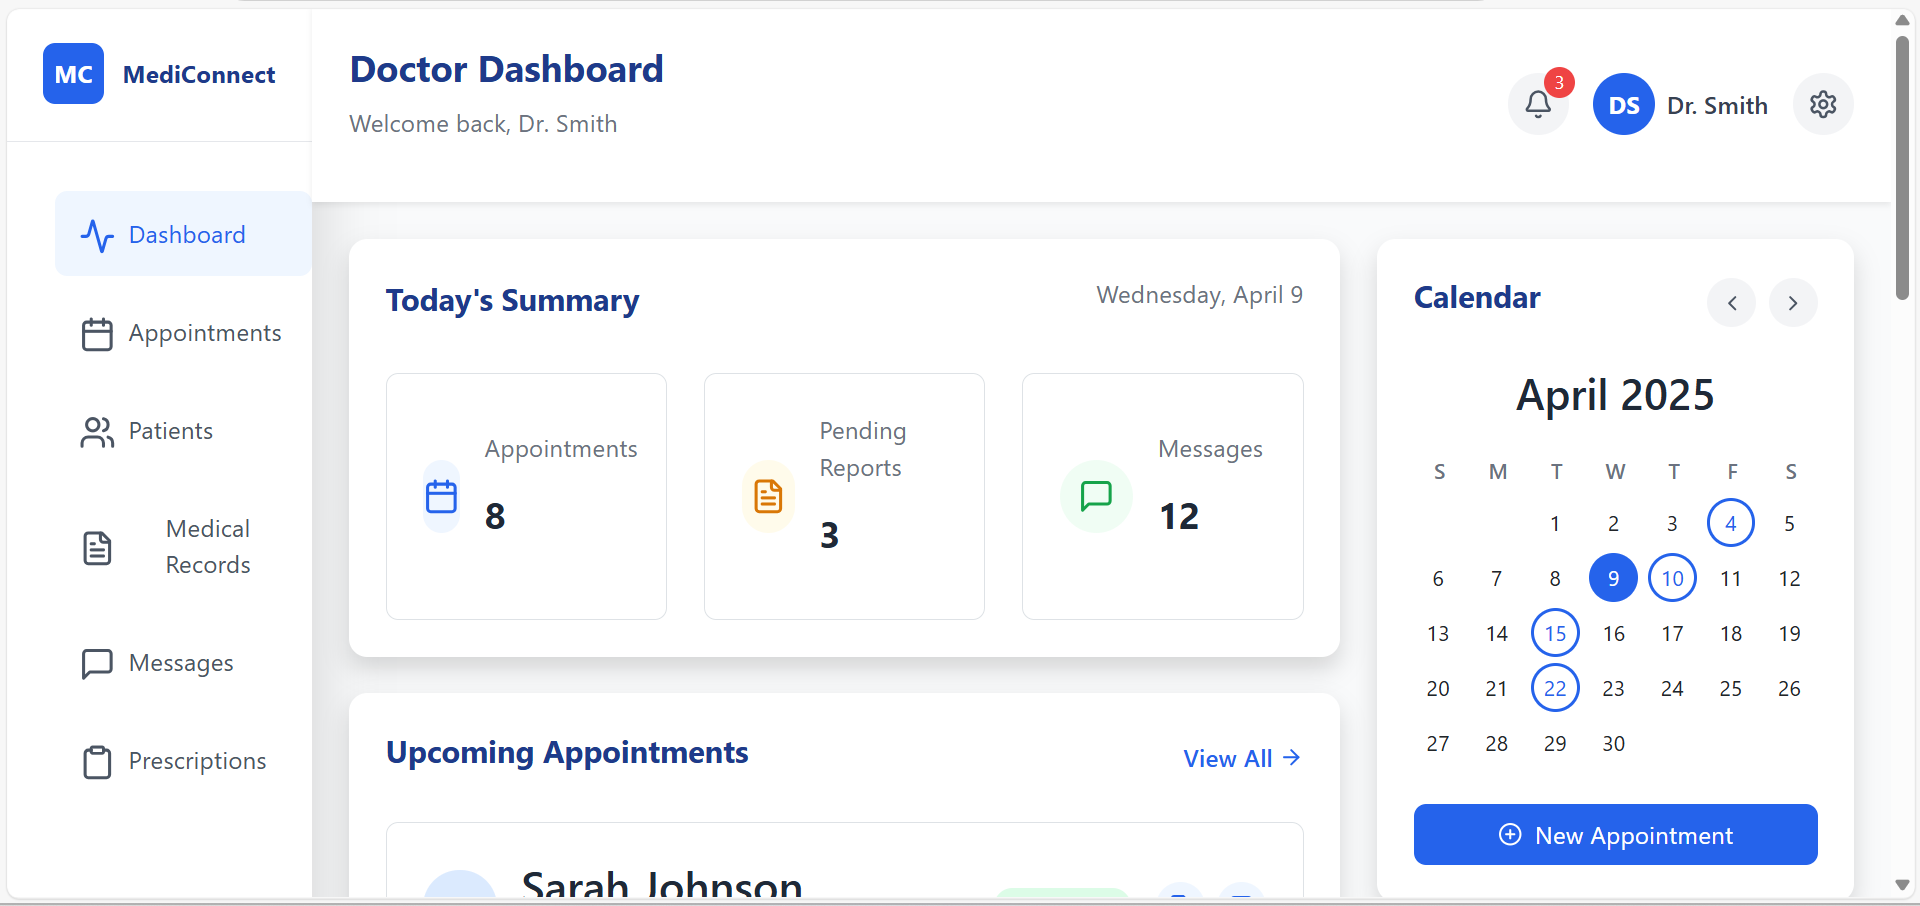 MC
MediConnect
Dashboard
Appointments
Patients
Medical
Records
Messages
Prescriptions
Doctor Dashboard
Welcome back, Dr. Smith
3
DS
Dr. Smith
Today's Summary
Wednesday, April 9
Appointments
8
Pending
Reports
3
Messages
12
Upcoming Appointments
View All
Sarah Johnson
Calendar
April 2025
S M T W T F S
1 2 3 4 5
6 7 8 9 10 11 12
13 14 15 16 17 18 19
20 21 22 23 24 25 26
27 28 29 30
New Appointment